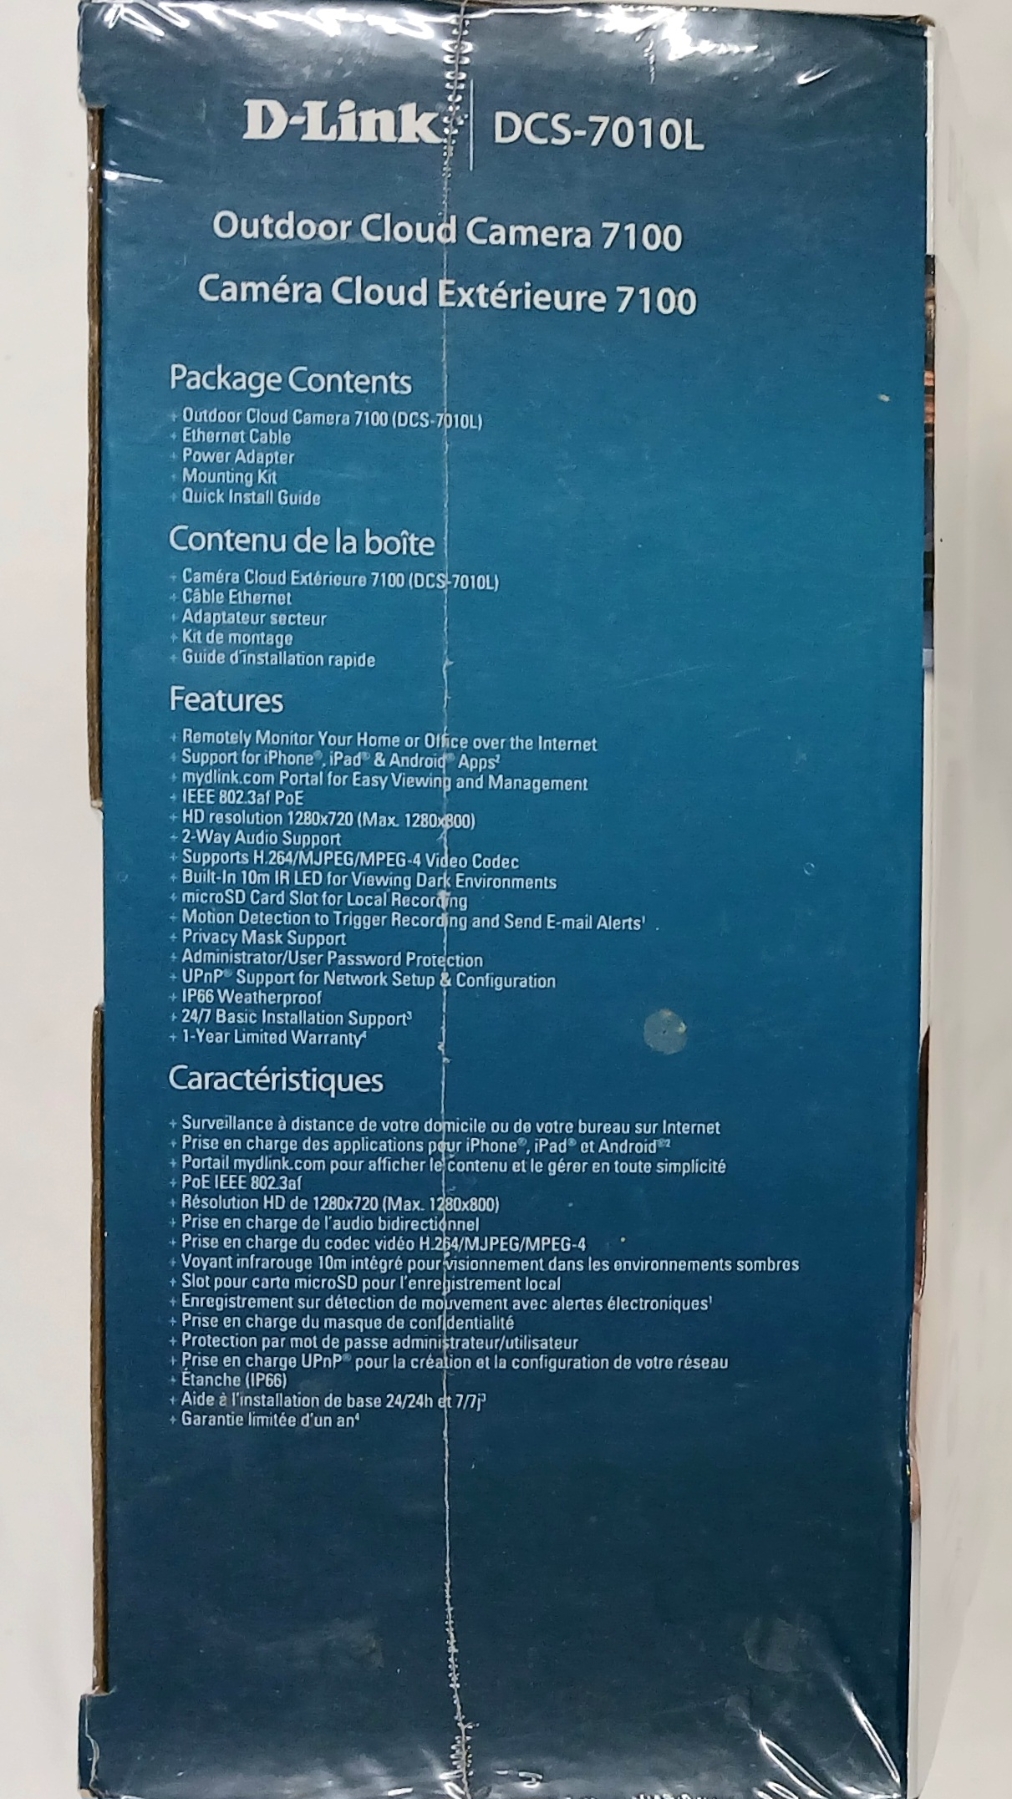 D-Link | DCS-7010L
Outdoor Cloud Camera 7100
Caméra Cloud Extérieure 7100
Package Contents
+ Outdoor Cloud Camera 7100 (DCS-7010L)
+ Ethernet Cable
+ Power Adapter
+ Mounting Kit
+ Quick Install Guide
Contenu de la boîte
+ Caméra Cloud Extérieure 7100 (DCS-7010L)
+ Câble Ethernet
+ Adaptateur secteur
+ Kit de montage
+ Guide d'installation rapide
Features
+ Remotely Monitor Your Home or Office over the Internet
+ Support for iPhone®, iPad® & Android® Apps²
+ mydlink.com Portal for Easy Viewing and Management
+ IEEE 802.3af PoE
+ HD resolution 1280x720 (Max. 1280x800)
+ 2-Way Audio Support
+ Supports H.264/MJPEG/MPEG-4 Video Codec
+ Built-In 10m IR LED for Viewing Dark Environments
+ microSD Card Slot for Local Recording
+ Motion Detection to Trigger Recording and Send E-mail Alerts¹
+ Privacy Mask Support
+ Administrator/User Password Protection
+ UPnP® Support for Network Setup & Configuration
+ IP66 Weatherproof
+ 24/7 Basic Installation Support³
+ 1-Year Limited Warranty⁴
Caractéristiques
+ Surveillance à distance de votre domicile ou de votre bureau sur Internet
+ Prise en charge des applications pour iPhone®, iPad® et Android®²
+ Portail mydlink.com pour afficher le contenu et le gérer en toute simplicité
+ PoE IEEE 802.3af
+ Résolution HD de 1280x720 (Max. 1280x800)
+ Prise en charge de l'audio bidirectionnel
+ Prise en charge du codec vidéo H.264/MJPEG/MPEG-4
+ Voyant infrarouge 10m intégré pour visionnement dans les environnements sombres
+ Slot pour carte microSD pour l'enregistrement local
+ Enregistrement sur détection de mouvement avec alertes électroniques¹
+ Prise en charge du masque de confidentialité
+ Protection par mot de passe administrateur/utilisateur
+ Prise en charge UPnP® pour la création et la configuration de votre réseau
+ Étanche (IP66)
+ Aide à l'installation de base 24/24h et 7/7j³
+ Garantie limitée d'un an⁴